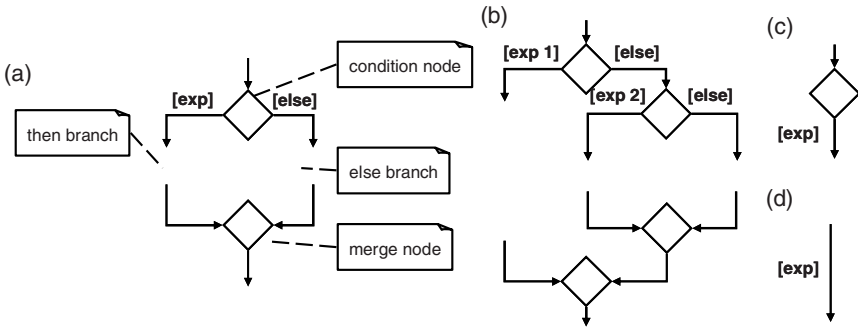 (a)
condition node
[exp]
[else]
then branch
else branch
merge node
(b)
[exp 1]
[else]
[exp 2]
[else]
(c)
[exp]
(d)
[exp]